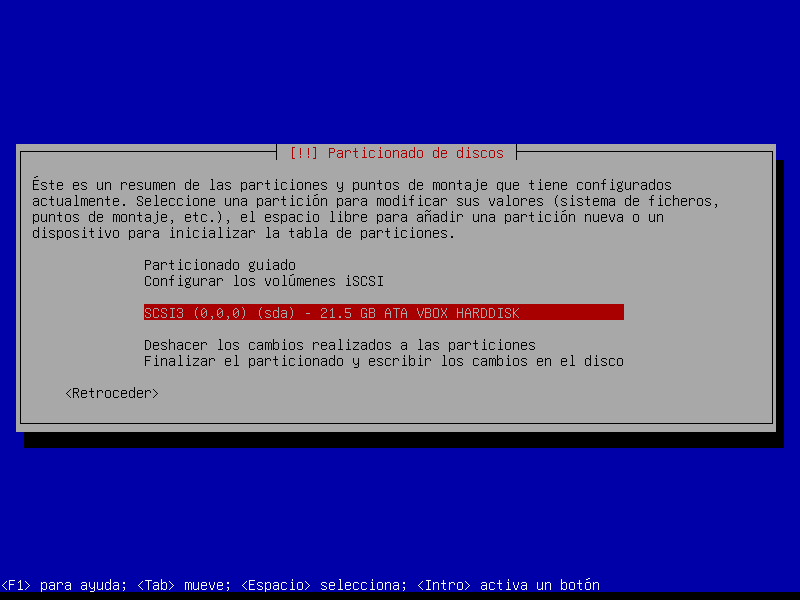 [!!] Particionado de discos
Éste es un resumen de las particiones y puntos de montaje que tiene configurados
actualmente. Seleccione una partición para modificar sus valores (sistema de ficheros,
puntos de montaje, etc.), el espacio libre para añadir una partición nueva o un
dispositivo para inicializar la tabla de particiones.
Particionado guiado
Configurar los volúmenes iSCSI
SCSI3 (0,0,0) (sda) - 21.5 GB ATA VBOX HARDDISK
Deshacer los cambios realizados a las particiones
Finalizar el particionado y escribir los cambios en el disco
<Retroceder>
<F1> para ayuda; <Tab> mueve; <Espacio> selecciona; <Intro> activa un botón